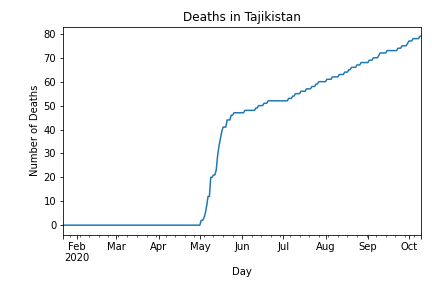 Deaths in Tajikistan
Number of Deaths
80
70
60
50
40
30
20
10
0
Feb Mar Apr May Jun Jul Aug Sep Oct
2020
Day